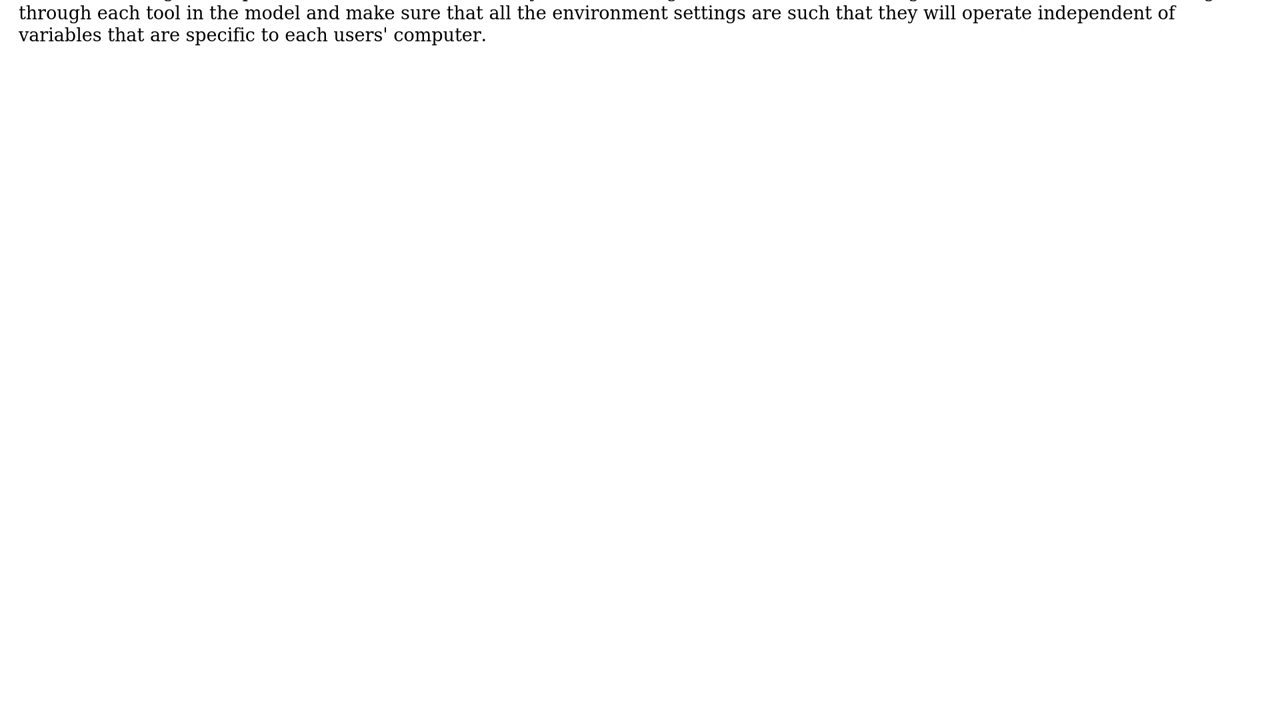 through each tool in the model and make sure that all the environment settings are such that they will operate independent of
variables that are specific to each users' computer.